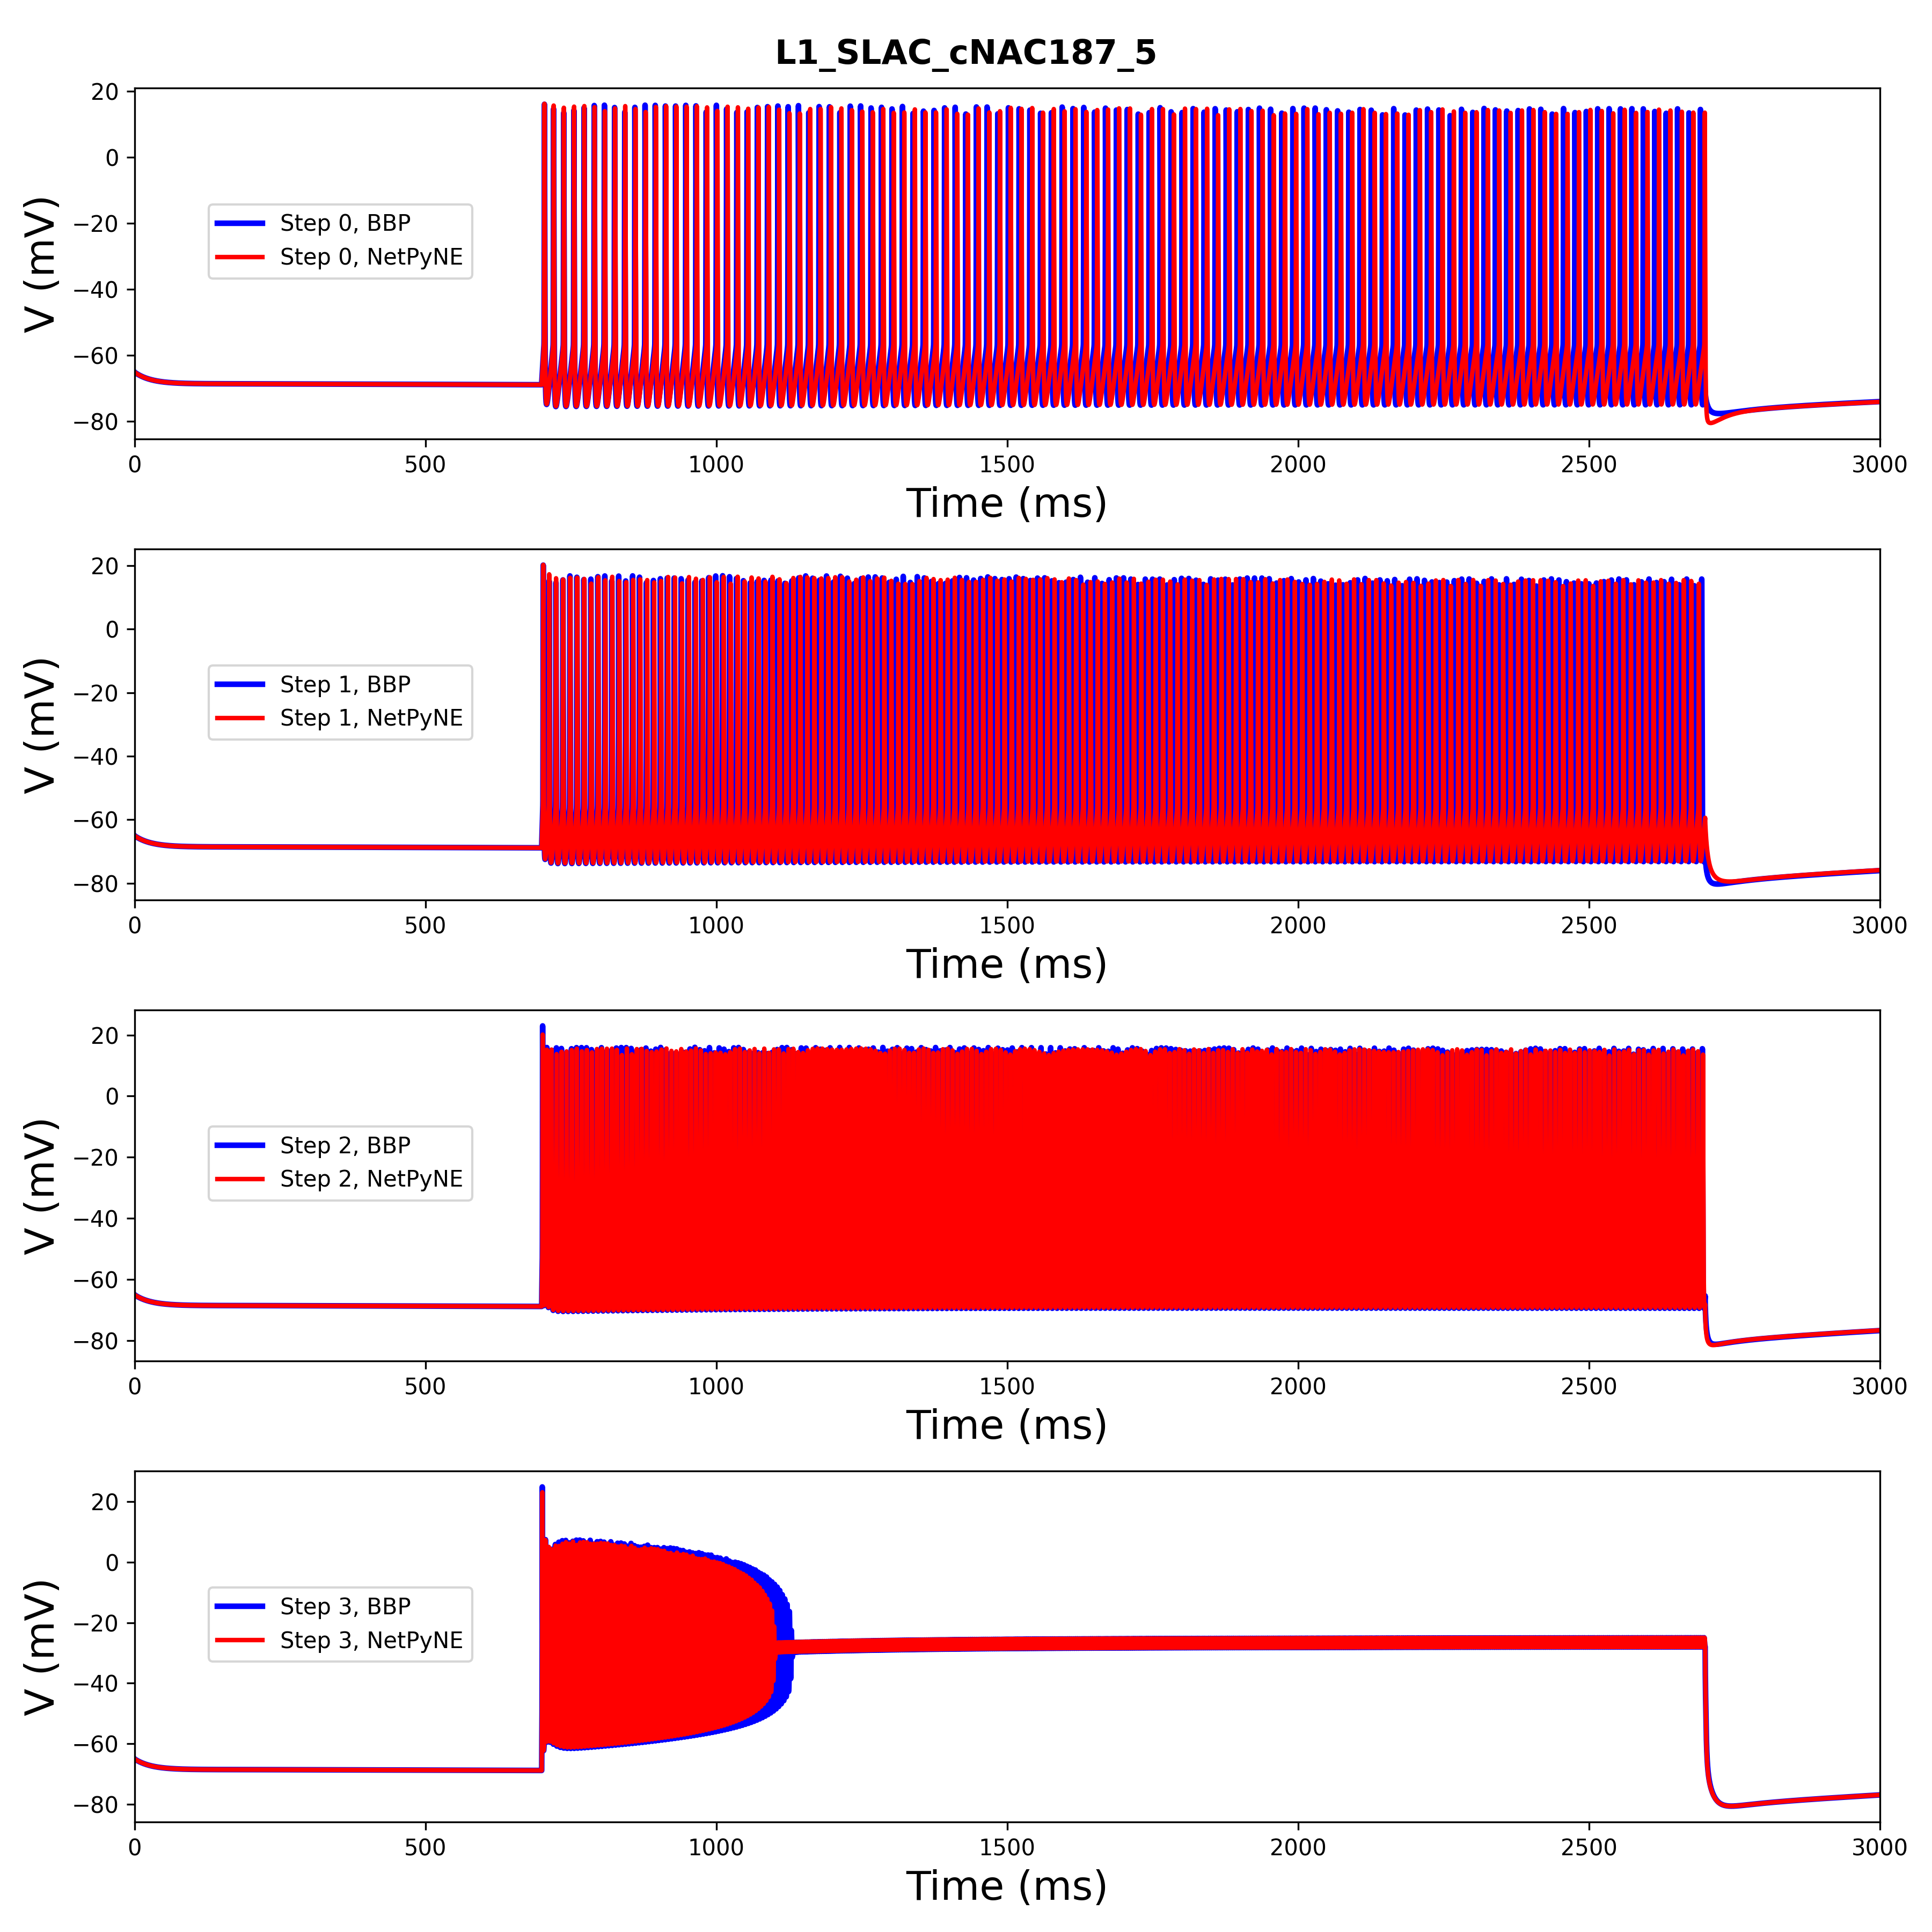 L1_SLAC_cNAC187_5
20
0
−20
−40
−60
−80
V (mV)
Step 0, BBP
Step 0, NetPyNE
0 500 1000 1500 2000 2500 3000
Time (ms)
20
0
−20
−40
−60
−80
V (mV)
Step 1, BBP
Step 1, NetPyNE
0 500 1000 1500 2000 2500 3000
Time (ms)
20
0
−20
−40
−60
−80
V (mV)
Step 2, BBP
Step 2, NetPyNE
0 500 1000 1500 2000 2500 3000
Time (ms)
20
0
−20
−40
−60
−80
V (mV)
Step 3, BBP
Step 3, NetPyNE
0 500 1000 1500 2000 2500 3000
Time (ms)